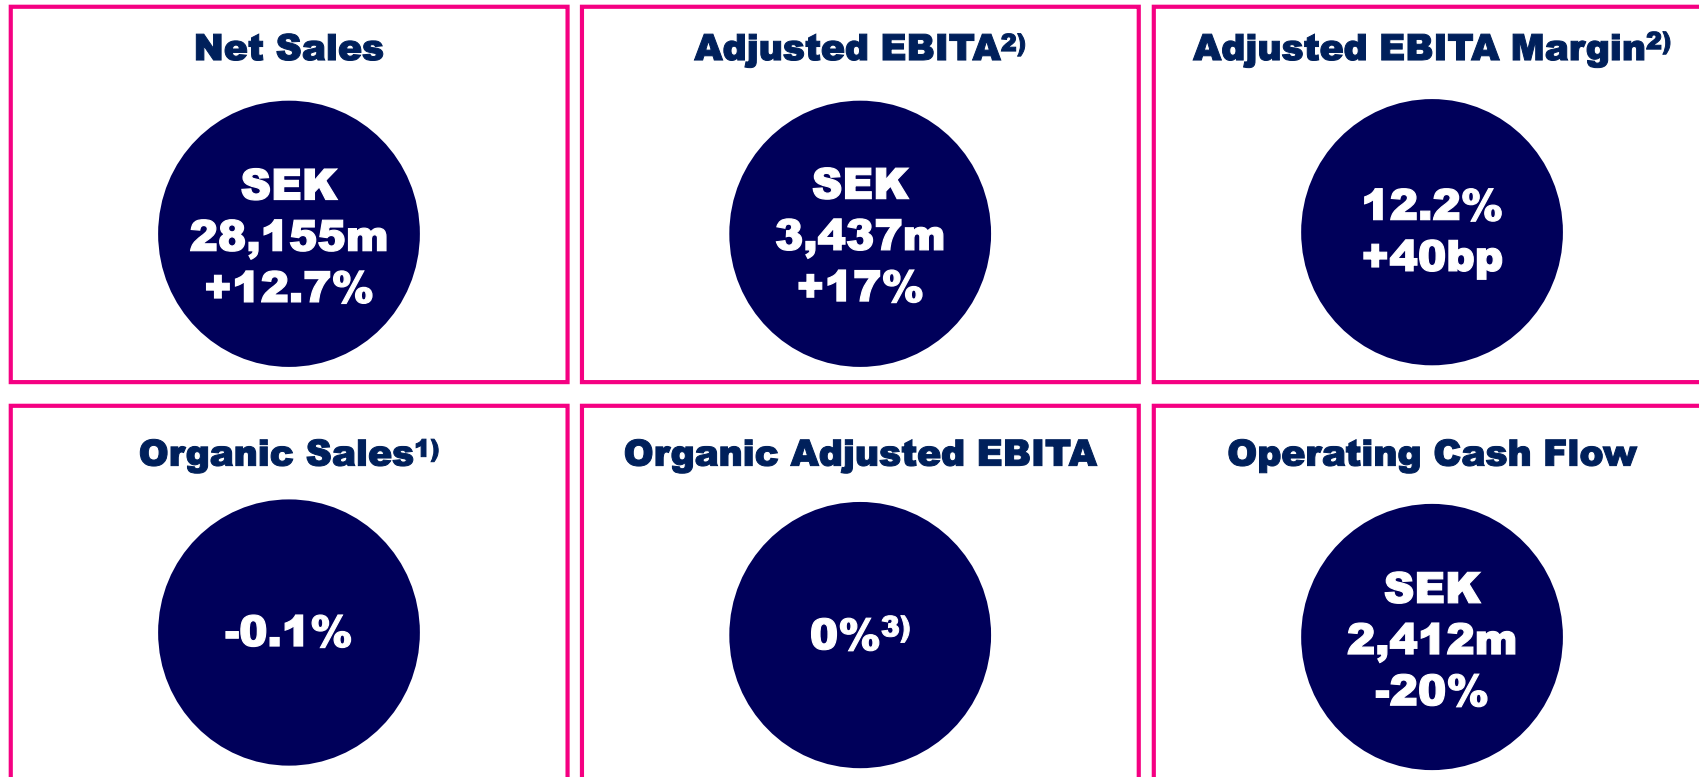 Net Sales
SEK
28,155m
+12.7%
Adjusted EBITA2)
SEK
3,437m
+17%
Adjusted EBITA Margin2)
12.2%
+40bp
Organic Sales1)
-0.1%
Organic Adjusted EBITA
0%3)
Operating Cash Flow
SEK
2,412m
-20%